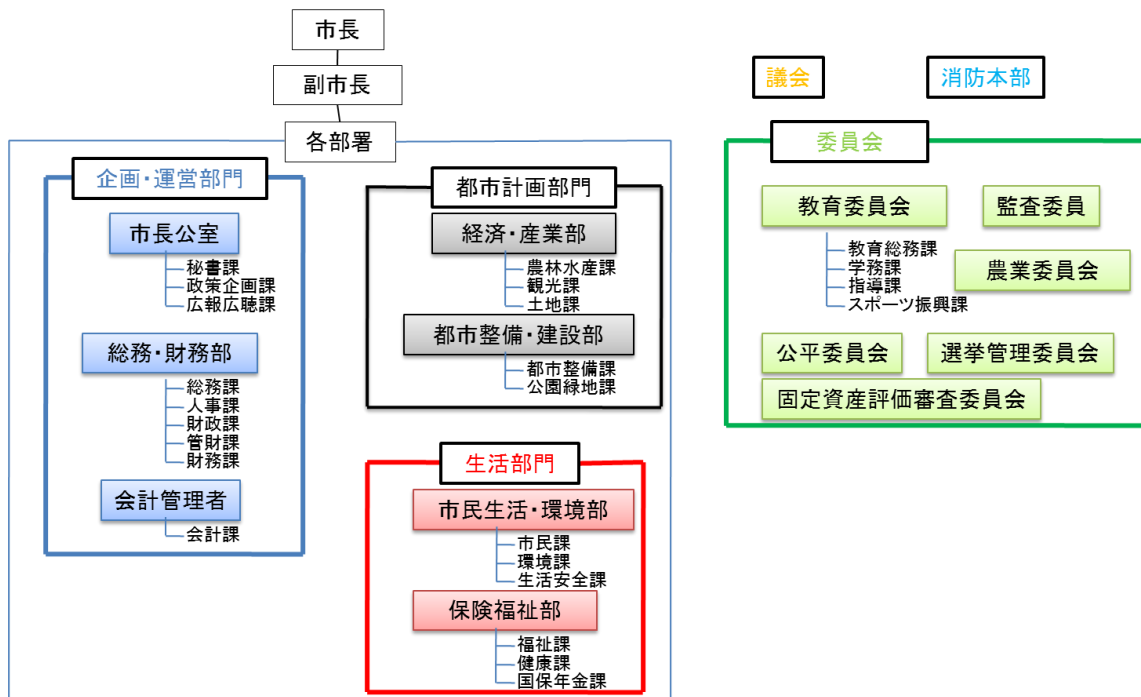 市長
副市長
各部署
企画・運営部門
市長公室
秘書課
政策企画課
広報広聴課
総務・財務部
総務課
人事課
財政課
管財課
財務課
会計管理者
会計課
都市計画部門
経済・産業部
農林水産課
観光課
土地課
都市整備・建設部
都市整備課
公園緑地課
生活部門
市民生活・環境部
市民課
環境課
生活安全課
保険福祉部
福祉課
健康課
国保年金課
議会
消防本部
委員会
教育委員会
教育総務課
学務課
指導課
スポーツ振興課
監査委員
農業委員会
公平委員会
選挙管理委員会
固定資産評価審査委員会